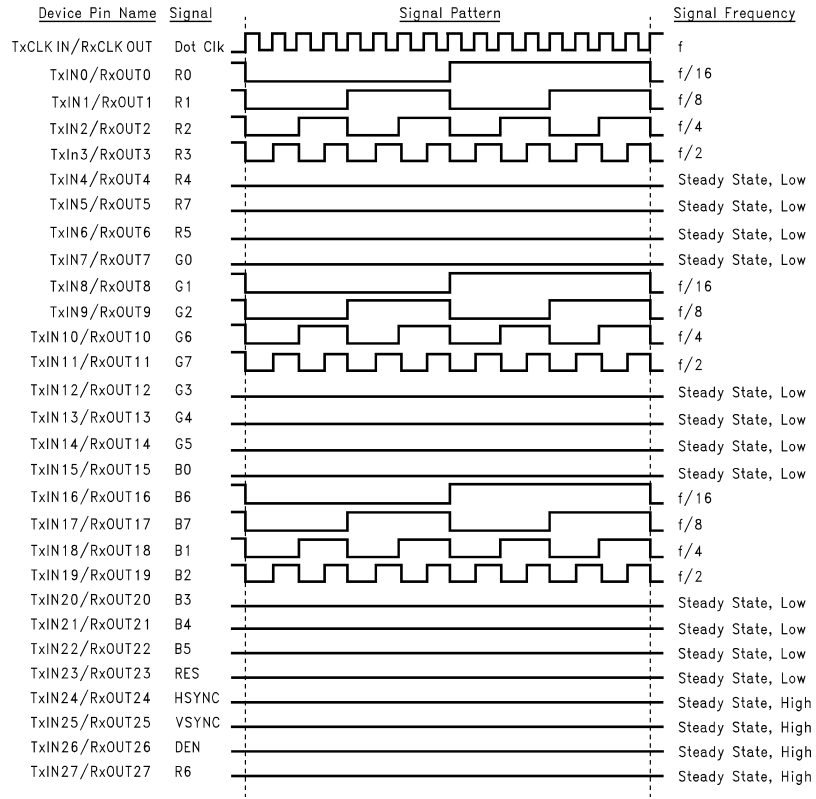 Device Pin Name Signal Signal Pattern Signal Frequency
TxCLK IN/RxCLK OUT Dot Clk f
TxIN0/RxOUT0 R0 f/16
TxIN1/RxOUT1 R1 f/8
TxIN2/RxOUT2 R2 f/4
TxIn3/RxOUT3 R3 f/2
TxIN4/RxOUT4 R4 Steady State, Low
TxIN5/RxOUT5 R7 Steady State, Low
TxIN6/RxOUT6 R5 Steady State, Low
TxIN7/RxOUT7 G0 Steady State, Low
TxIN8/RxOUT8 G1 f/16
TxIN9/RxOUT9 G2 f/8
TxIN10/RxOUT10 G6 f/4
TxIN11/RxOUT11 G7 f/2
TxIN12/RxOUT12 G3 Steady State, Low
TxIN13/RxOUT13 G4 Steady State, Low
TxIN14/RxOUT14 G5 Steady State, Low
TxIN15/RxOUT15 B0 Steady State, Low
TxIN16/RxOUT16 B6 f/16
TxIN17/RxOUT17 B7 f/8
TxIN18/RxOUT18 B1 f/4
TxIN19/RxOUT19 B2 f/2
TxIN20/RxOUT20 B3 Steady State, Low
TxIN21/RxOUT21 B4 Steady State, Low
TxIN22/RxOUT22 B5 Steady State, Low
TxIN23/RxOUT23 RES Steady State, Low
TxIN24/RxOUT24 HSYNC Steady State, High
TxIN25/RxOUT25 VSYNC Steady State, High
TxIN26/RxOUT26 DEN Steady State, High
TxIN27/RxOUT27 R6 Steady State, High